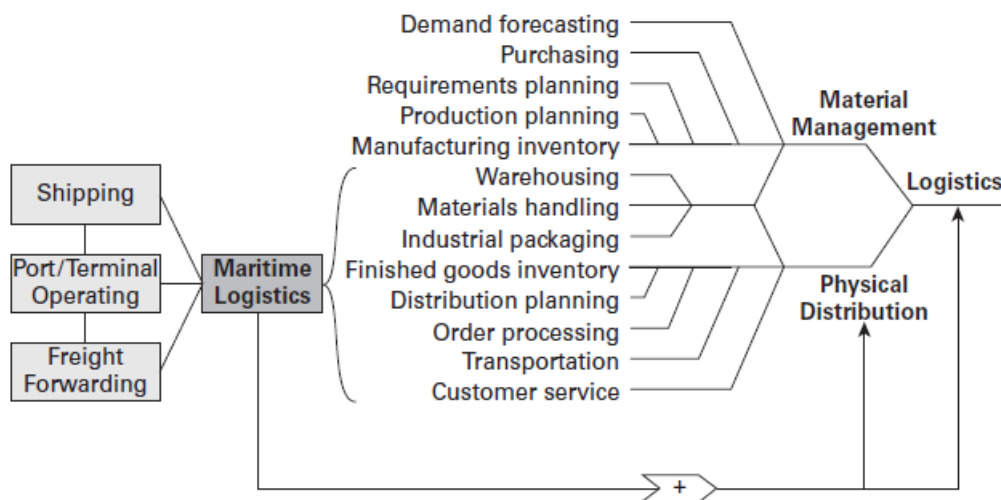 Demand forecasting
Purchasing
Requirements planning
Production planning
Manufacturing inventory
Warehousing
Materials handling
Industrial packaging
Finished goods inventory
Distribution planning
Order processing
Transportation
Customer service
Shipping
Port/Terminal
Operating
Freight
Forwarding
Maritime
Logistics
Material
Management
Logistics
Physical
Distribution
+